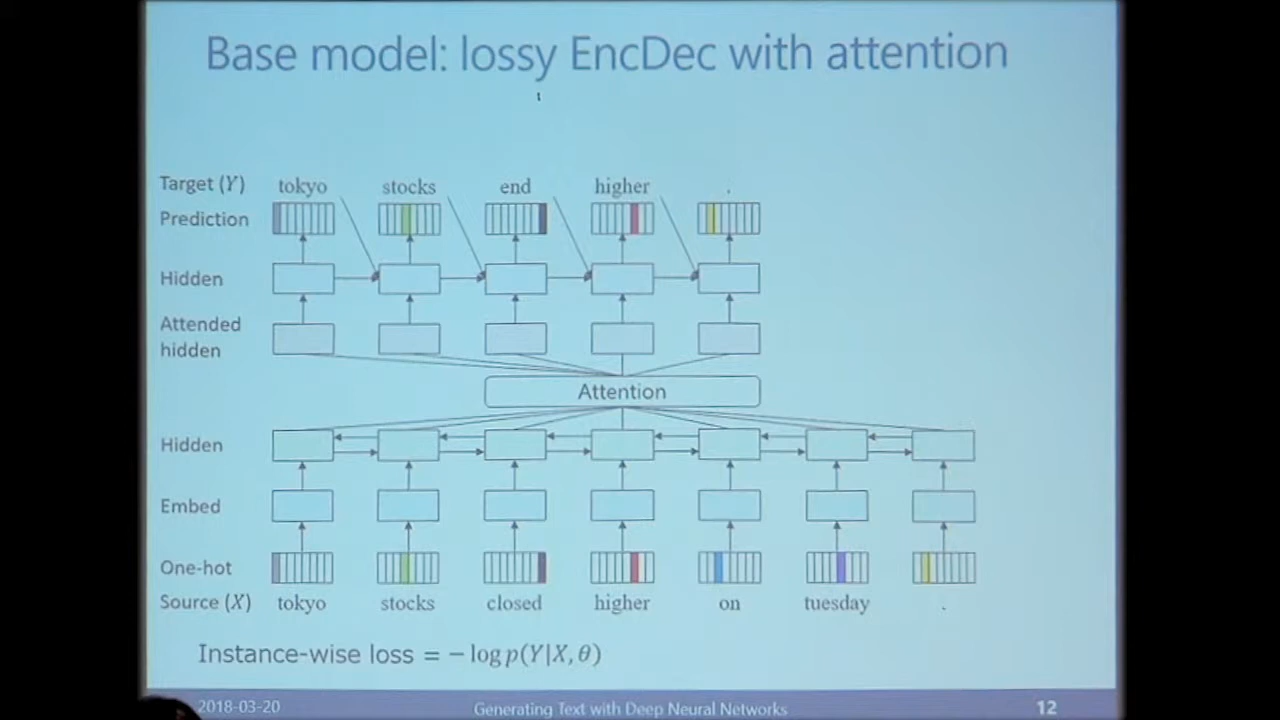 Base model: lossy EncDec with attention
Target (Y) tokyo stocks end higher .
Prediction
Hidden
Attended
hidden
Attention
Hidden
Embed
One-hot
Source (X) tokyo stocks closed higher on tuesday .
Instance-wise loss = − log p(Y|X, θ)
2018-03-20 Generating Text with Deep Neural Networks 12